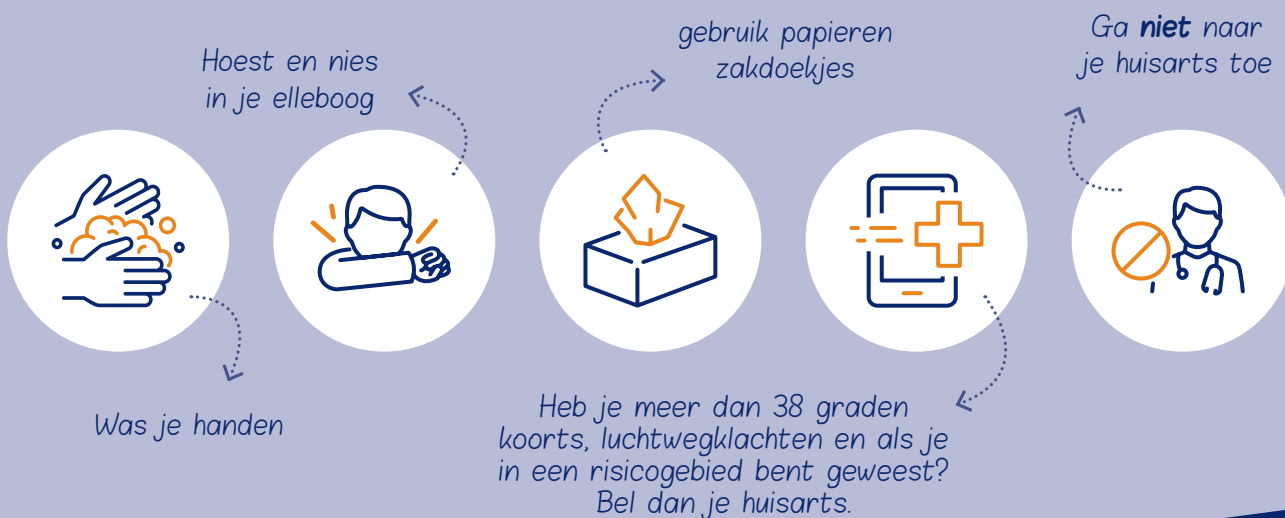 Was je handen
Hoest en nies
in je elleboog
gebruik papieren
zakdoekjes
Heb je meer dan 38 graden
koorts, luchtwegklachten en als je
in een risicogebied bent geweest?
Bel dan je huisarts.
Ga niet naar
je huisarts toe